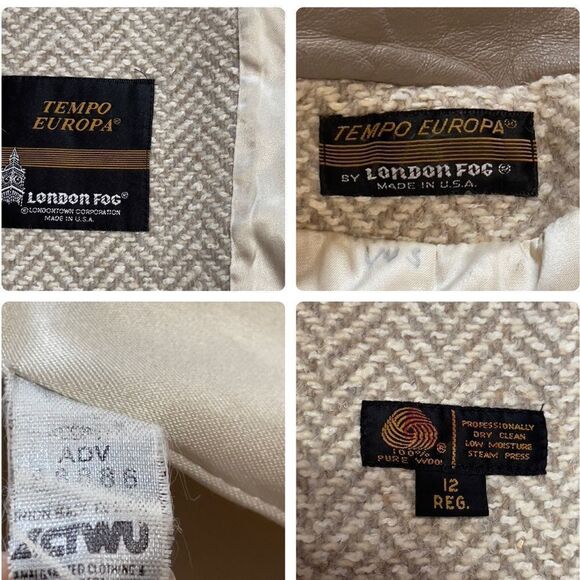 TEMPO
EUROPA®
LONDON FOG®
©LONDONTOWN CORPORATION
MADE IN U.S.A.
TEMPO EUROPA®
BY LONDON FOG®
MADE IN U.S.A.
ADV
ACTWU
CLOTHING &
100%
PURE WOOL
PROFESSIONALLY
DRY CLEAN
LOW MOISTURE
STEAM PRESS
12
REG.